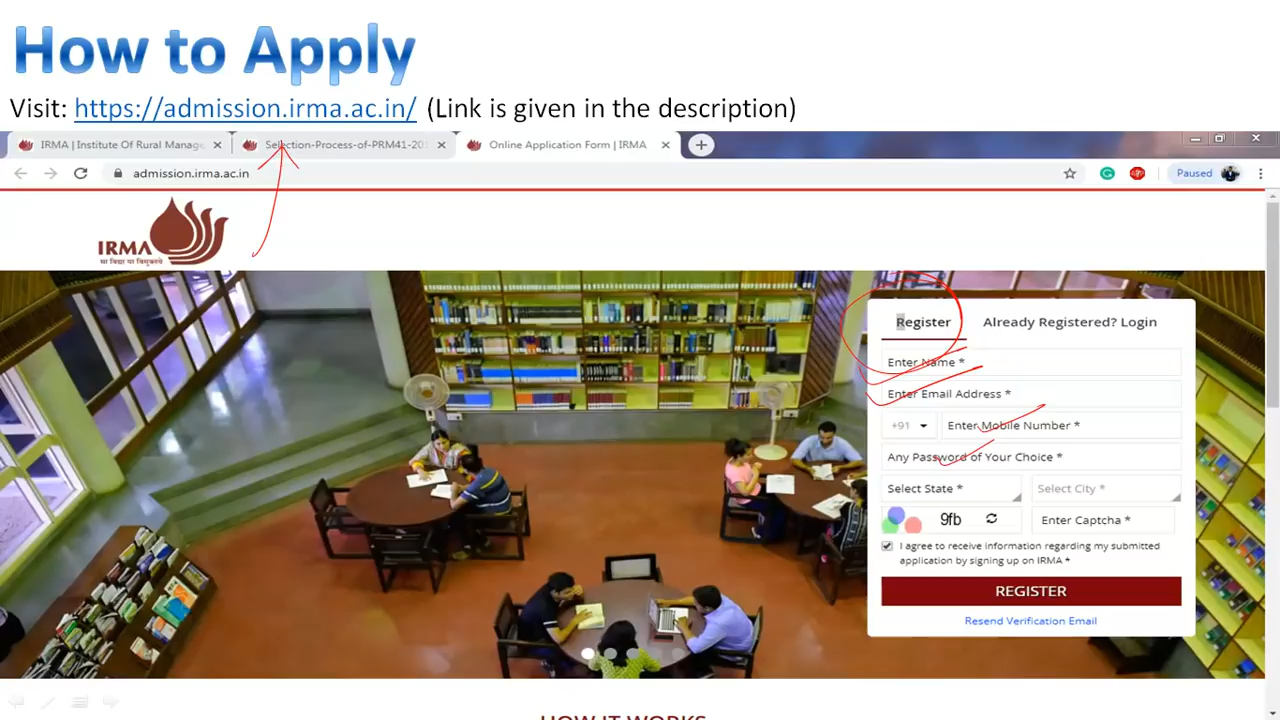 How to Apply
Visit: https://admission.irma.ac.in/ (Link is given in the description)
IRMA | Institute Of Rural Manage
Selection-Process-of-PRM41-201
Online Application Form | IRMA
admission.irma.ac.in
Paused
IRMA
सा विद्या या विमुक्तये
Register
Already Registered? Login
Enter Name *
Enter Email Address *
+91
Enter Mobile Number *
Any Password of Your Choice *
Select State *
Select City *
9fb
Enter Captcha *
I agree to receive information regarding my submitted
application by signing up on IRMA *
REGISTER
Resend Verification Email
HOW IT WORKS